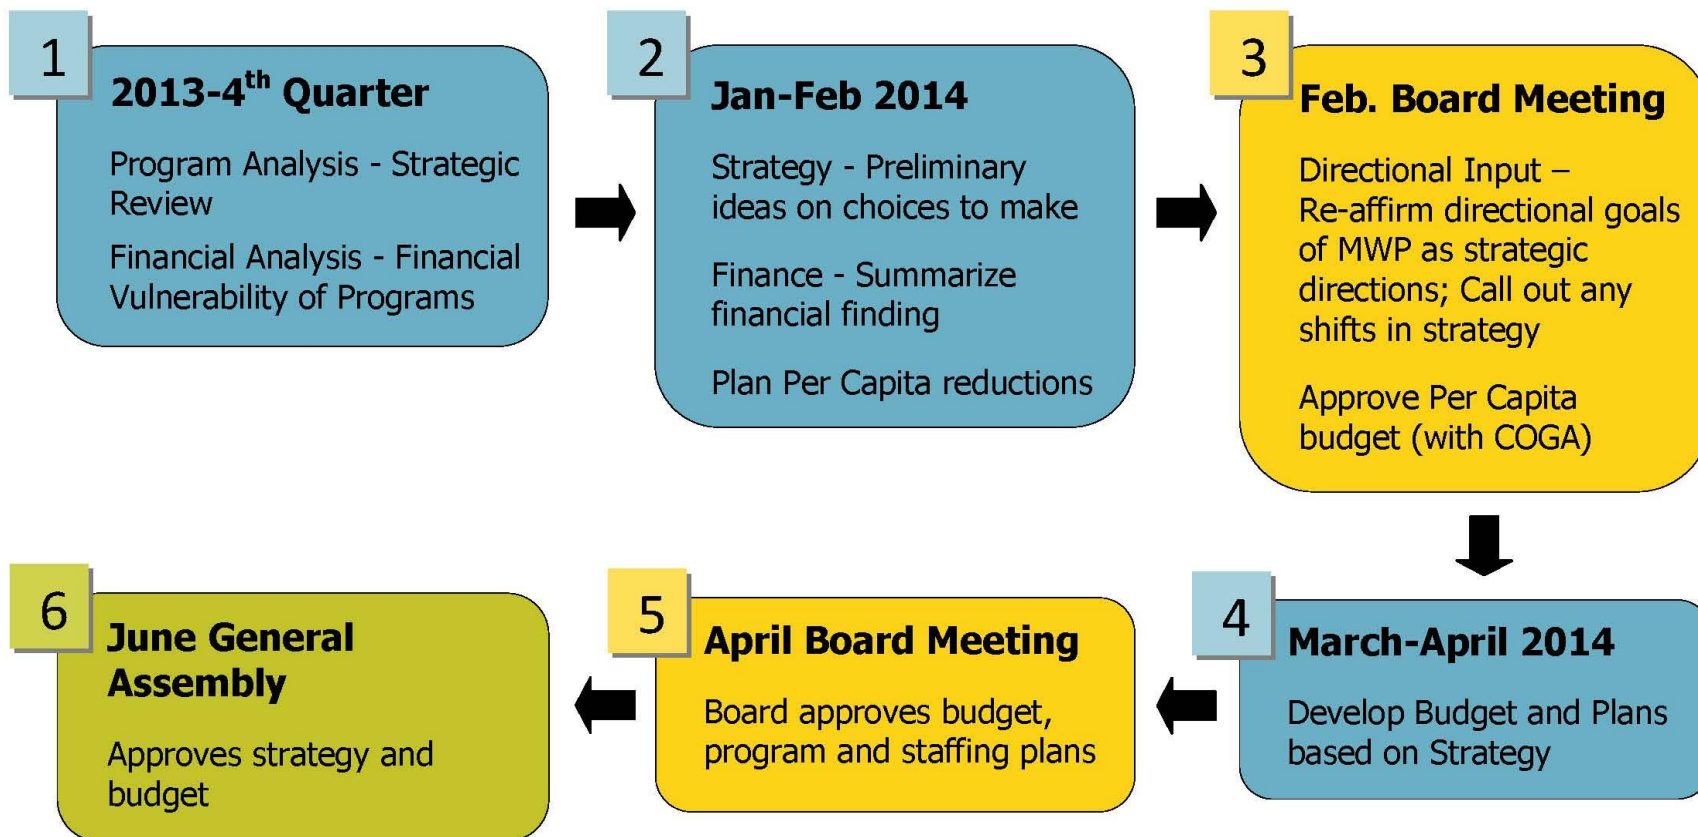 1
2013-4th Quarter
Program Analysis - Strategic
Review
Financial Analysis - Financial
Vulnerability of Programs
2
Jan-Feb 2014
Strategy - Preliminary
ideas on choices to make
Finance - Summarize
financial finding
Plan Per Capita reductions
3
Feb. Board Meeting
Directional Input –
Re-affirm directional goals
of MWP as strategic
directions; Call out any
shifts in strategy
Approve Per Capita
budget (with COGA)
4
March-April 2014
Develop Budget and Plans
based on Strategy
5
April Board Meeting
Board approves budget,
program and staffing plans
6
June General
Assembly
Approves strategy and
budget